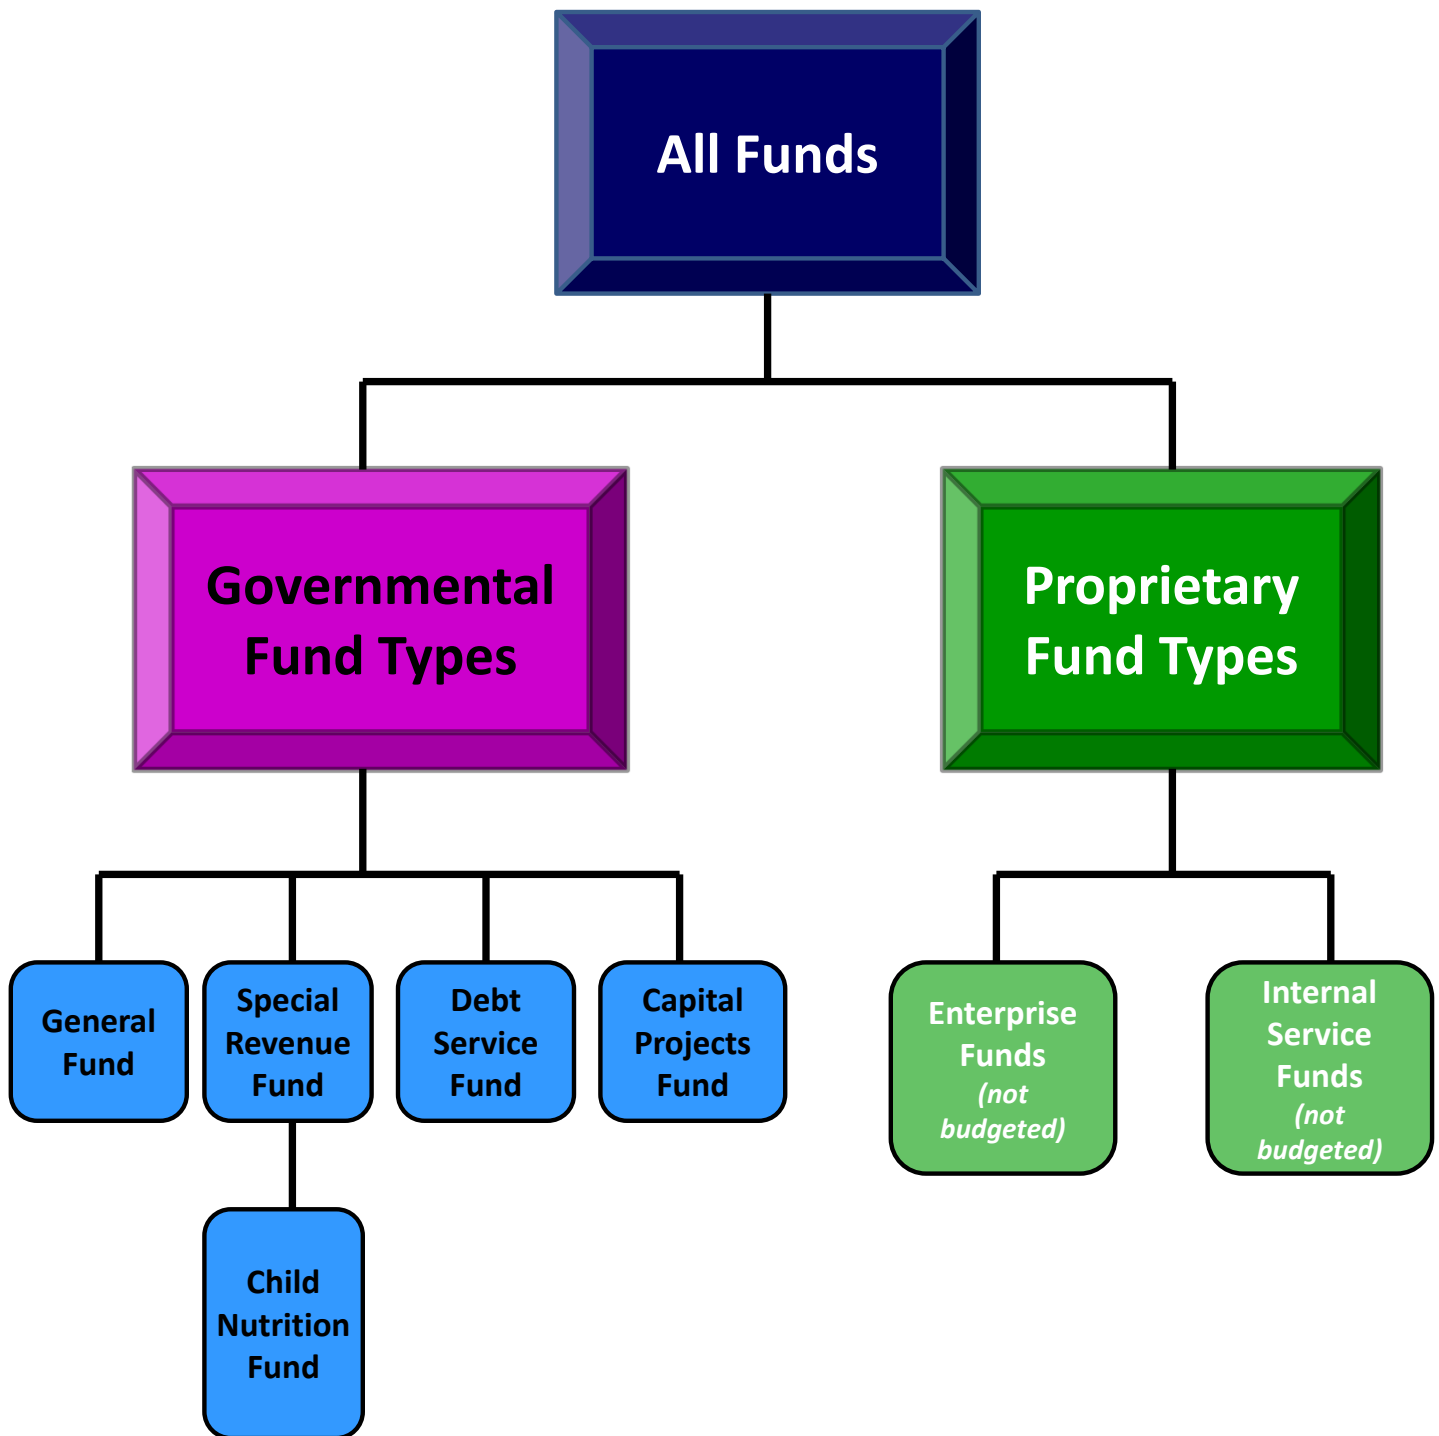 All Funds
Governmental
Fund Types
Proprietary
Fund Types
General
Fund
Special
Revenue
Fund
Debt
Service
Fund
Capital
Projects
Fund
Enterprise
Funds
(not
budgeted)
Internal
Service
Funds
(not
budgeted)
Child
Nutrition
Fund